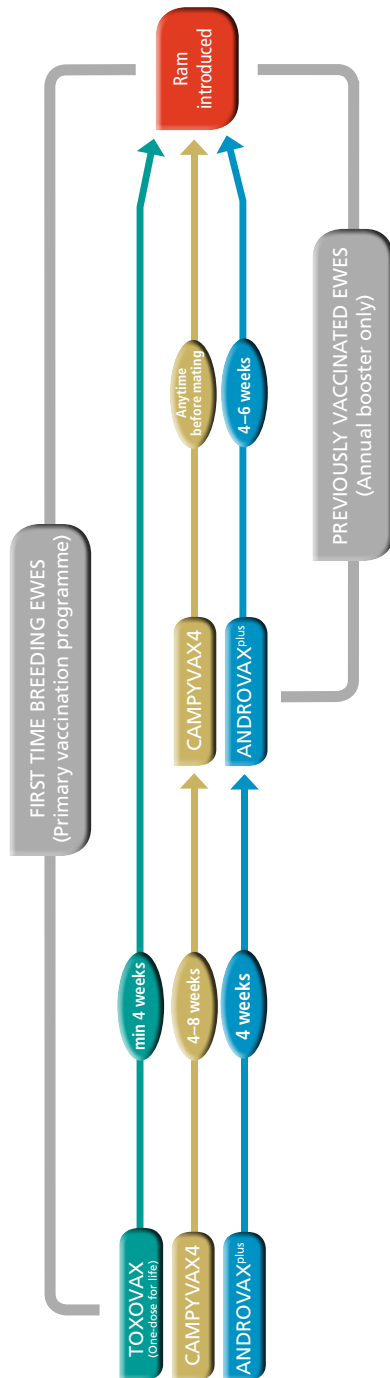 FIRST TIME BREEDING EWES
(Primary vaccination programme)
TOXOVAX
(One-dose for life)
min 4 weeks
CAMPYVAX4
4–8 weeks
CAMPYVAX4
Anytime
before mating
ANDROVAXplus
4 weeks
ANDROVAXplus
4–6 weeks
Ram
introduced
PREVIOUSLY VACCINATED EWES
(Annual booster only)